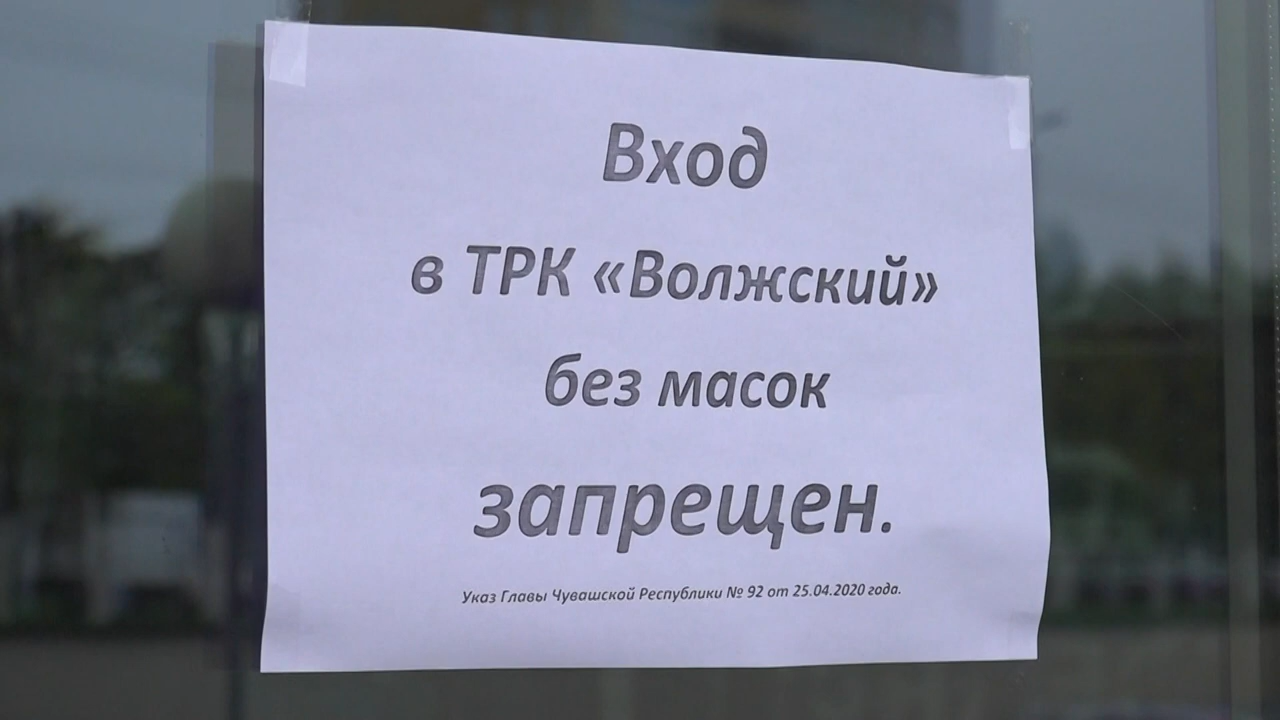 Вход
в ТРК «Волжский»
без масок
запрещен.
Указ Главы Чувашской Республики № 92 от 25.04.2020 года.